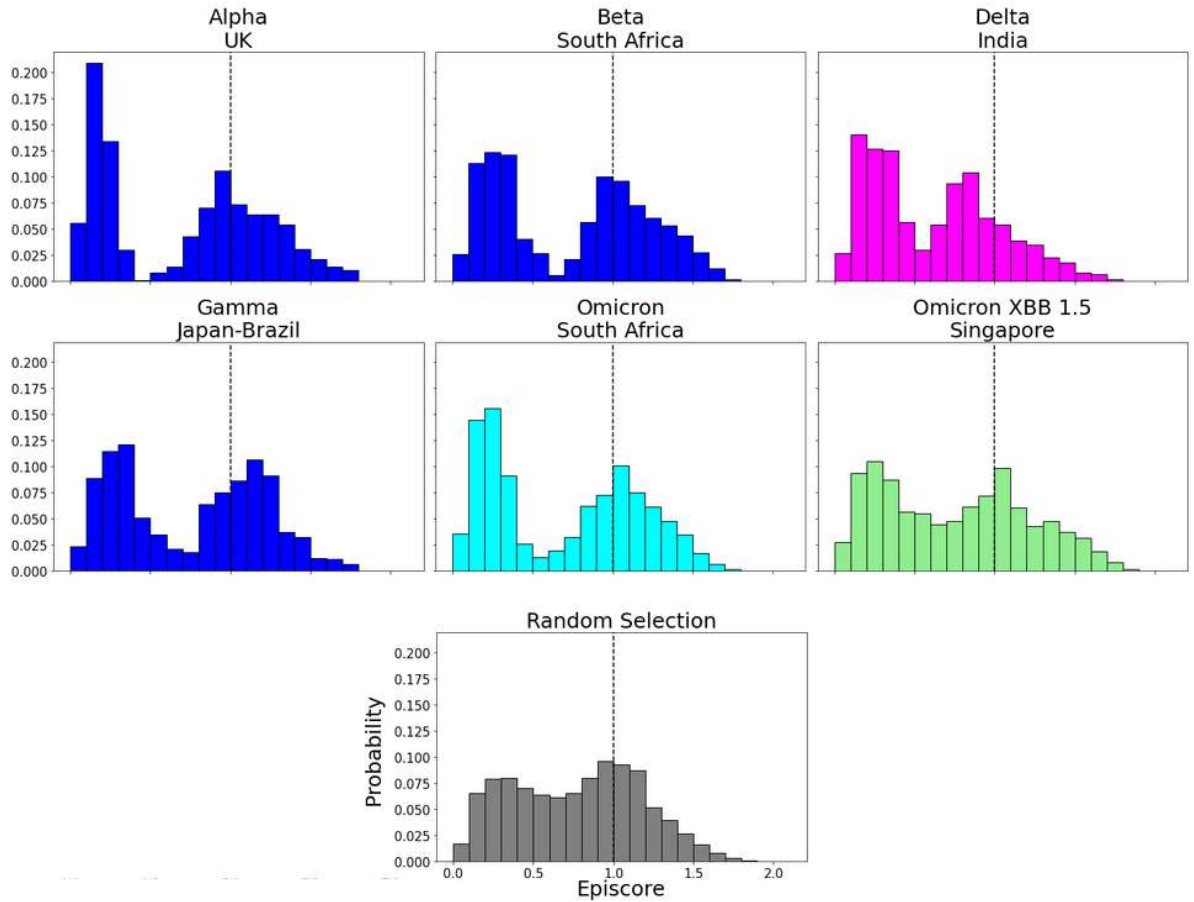 Alpha
UK
Beta
South Africa
Delta
India
0.200
0.175
0.150
0.125
0.100
0.075
0.050
0.025
0.000
Gamma
Japan-Brazil
Omicron
South Africa
Omicron XBB 1.5
Singapore
0.200
0.175
0.150
0.125
0.100
0.075
0.050
0.025
0.000
Random Selection
Probability
0.200
0.175
0.150
0.125
0.100
0.075
0.050
0.025
0.000
0.0 0.5 1.0 1.5 2.0
Episcore